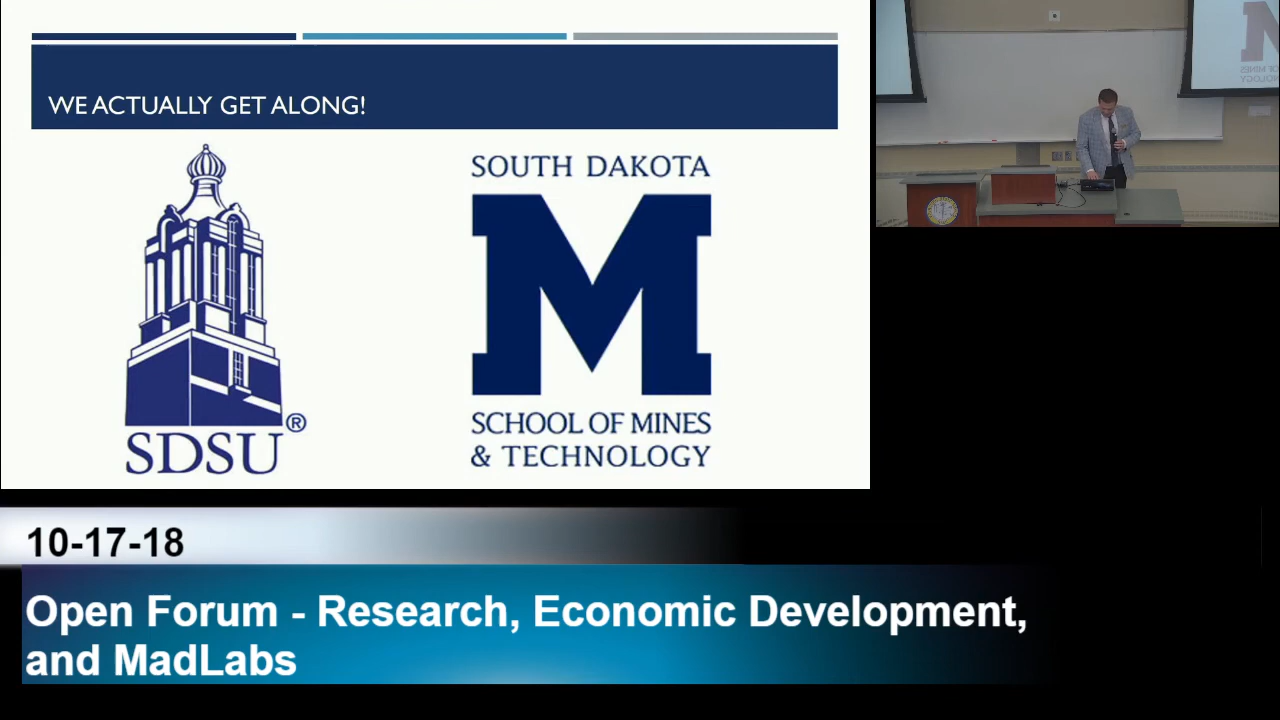 WE ACTUALLY GET ALONG!
SDSU®
SOUTH DAKOTA
M
SCHOOL OF MINES
& TECHNOLOGY
10-17-18
Open Forum - Research, Economic Development,
and MadLabs